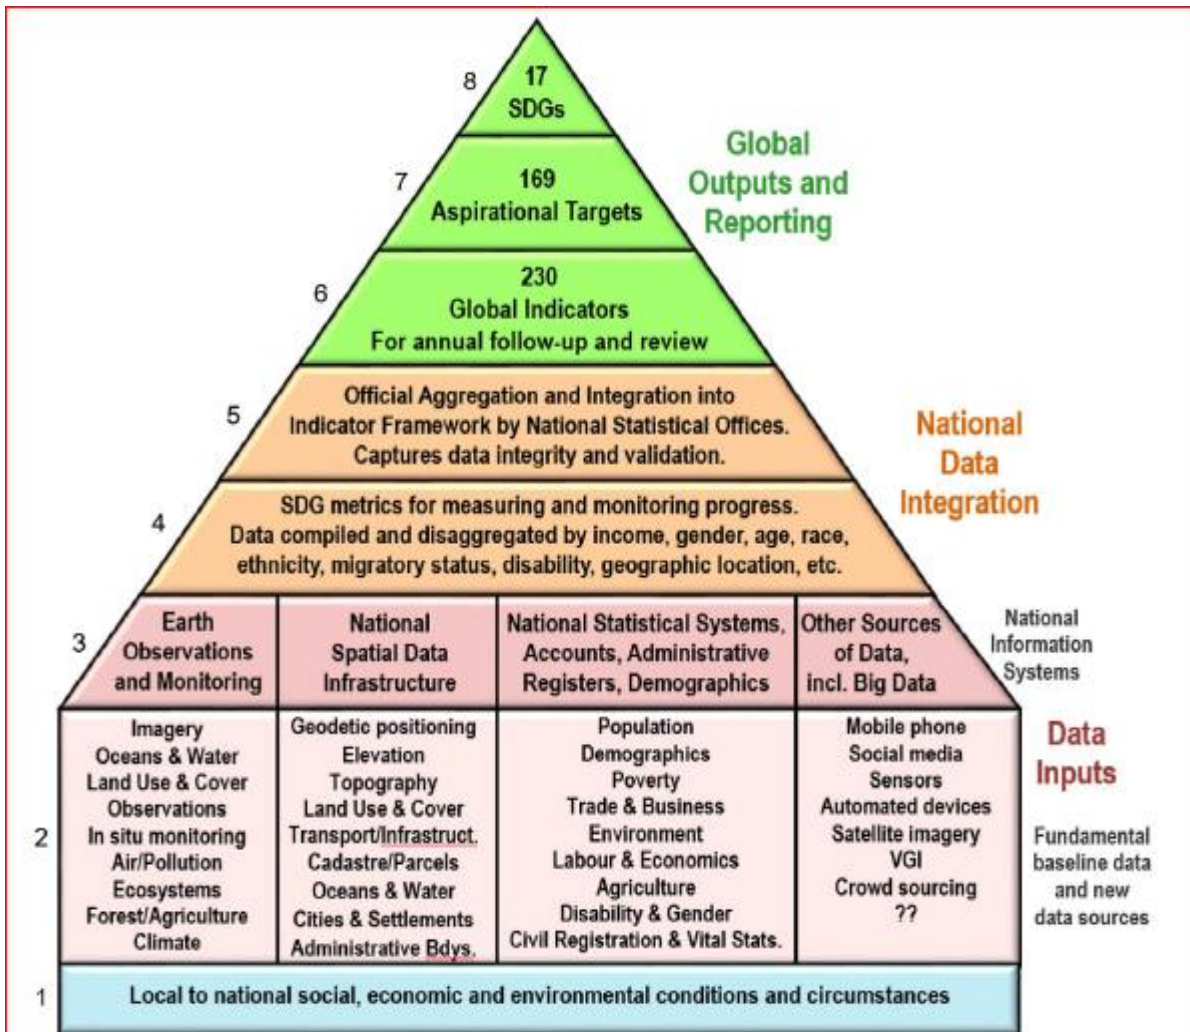 8
17
SDGs
Global
Outputs and
Reporting
7
169
Aspirational Targets
6
230
Global Indicators
For annual follow-up and review
5
Official Aggregation and Integration into
Indicator Framework by National Statistical Offices.
Captures data integrity and validation.
National
Data
Integration
4
SDG metrics for measuring and monitoring progress.
Data compiled and disaggregated by income, gender, age, race,
ethnicity, migratory status, disability, geographic location, etc.
3
Earth
Observations
and Monitoring
National
Spatial Data
Infrastructure
National Statistical Systems,
Accounts, Administrative
Registers, Demographics
Other Sources
of Data,
incl. Big Data
National
Information
Systems
2
Imagery
Oceans & Water
Land Use & Cover
Observations
In situ monitoring
Air/Pollution
Ecosystems
Forest/Agriculture
Climate
Geodetic positioning
Elevation
Topography
Land Use & Cover
Transport/Infrastruct.
Cadastre/Parcels
Oceans & Water
Cities & Settlements
Administrative Bdys.
Population
Demographics
Poverty
Trade & Business
Environment
Labour & Economics
Agriculture
Disability & Gender
Civil Registration & Vital Stats.
Mobile phone
Social media
Sensors
Automated devices
Satellite imagery
VGI
Crowd sourcing
??
Data
Inputs
Fundamental
baseline data
and new
data sources
1
Local to national social, economic and environmental conditions and circumstances